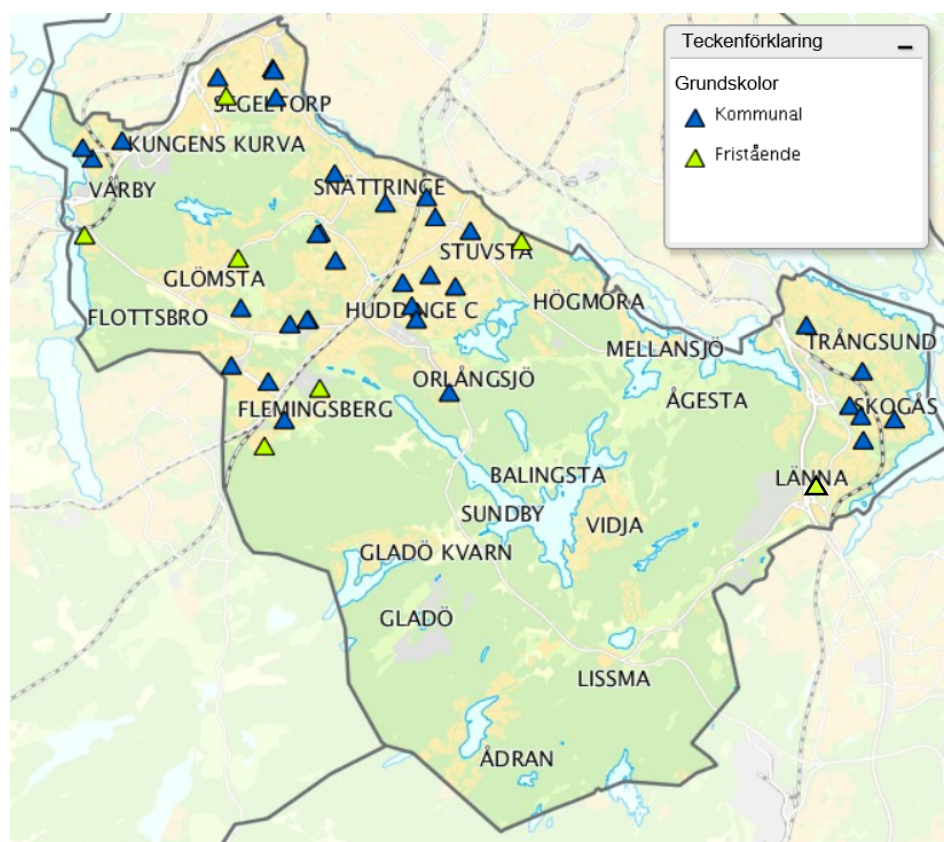 Teckenförklaring
Grundskolor
Kommunal
Fristående
SEGELTORP
KUNGENS KURVA
VÅRBY
SNÄTTRINGE
STUVSTA
GLÖMSTA
HÖGMORA
FLOTTSBRO
HUDDINGE C
TRÅNGSUND
MELLANSJÖ
ORLÅNGSJÖ
ÅGESTA
FLEMINGSBERG
SKOGÅS
BALINGSTA
LÄNNA
SUNDBY
VIDJA
GLADÖ KVARN
GLADÖ
LISSMA
ÅDRAN